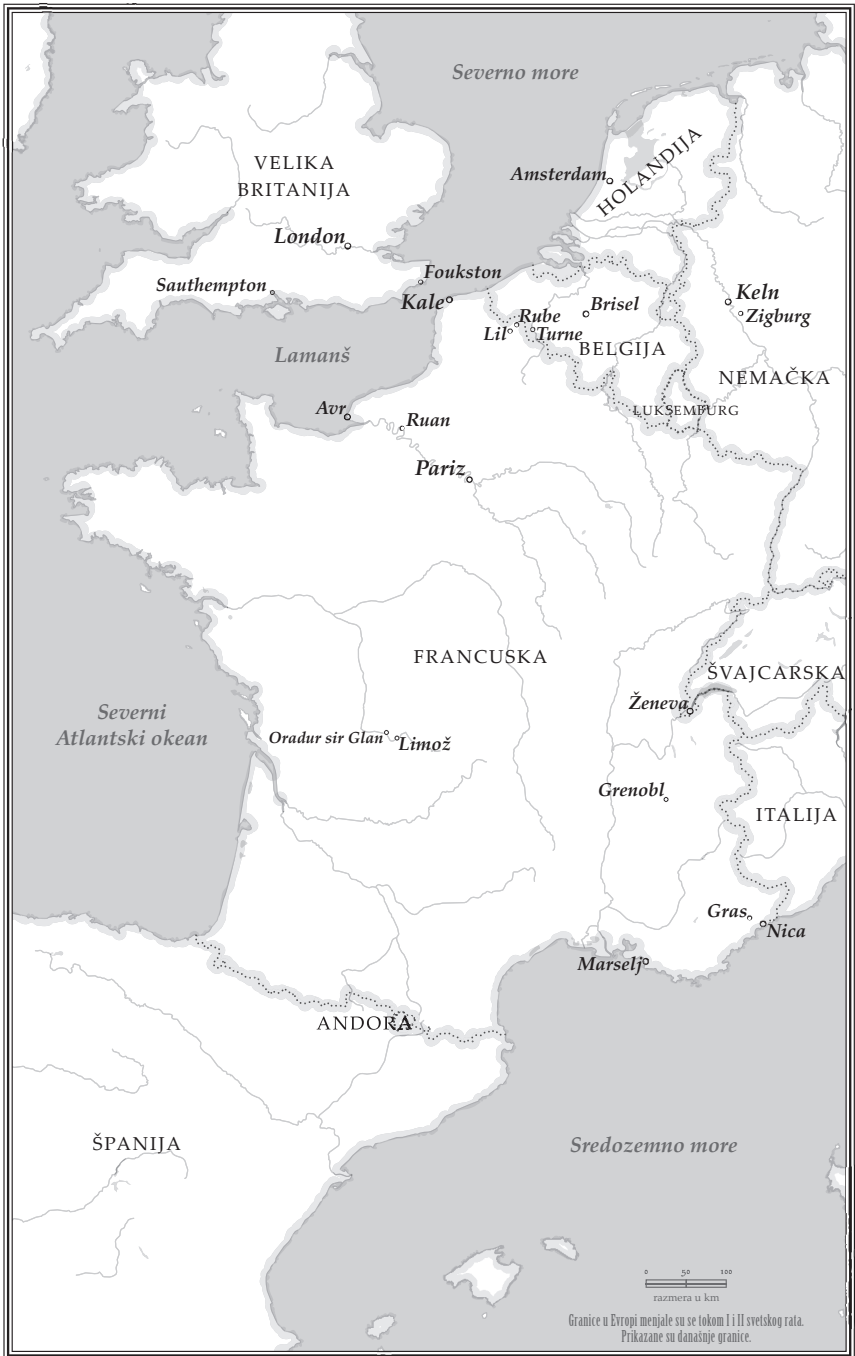 Severno more
VELIKA
BRITANIJA
Amsterdam
HOLANDIJA
London
Foukston
Sauthempton
Kale
Keln
Zigburg
Brisel
Rube
Lil
Turne
BELGIJA
Lamanš
NEMAČKA
LUKSEMBURG
Avr
Ruan
Pariz
FRANCUSKA
ŠVAJCARSKA
Ženeva
Severni
Atlantski okean
Oradur sir Glan
Limož
Grenobl
ITALIJA
Gras
Nica
Marselj
ANDORA
ŠPANIJA
Sredozemno more
0 50 100
razmera u km
Granice u Evropi menjale su se tokom I i II svetskog rata.
Prikazane su današnje granice.